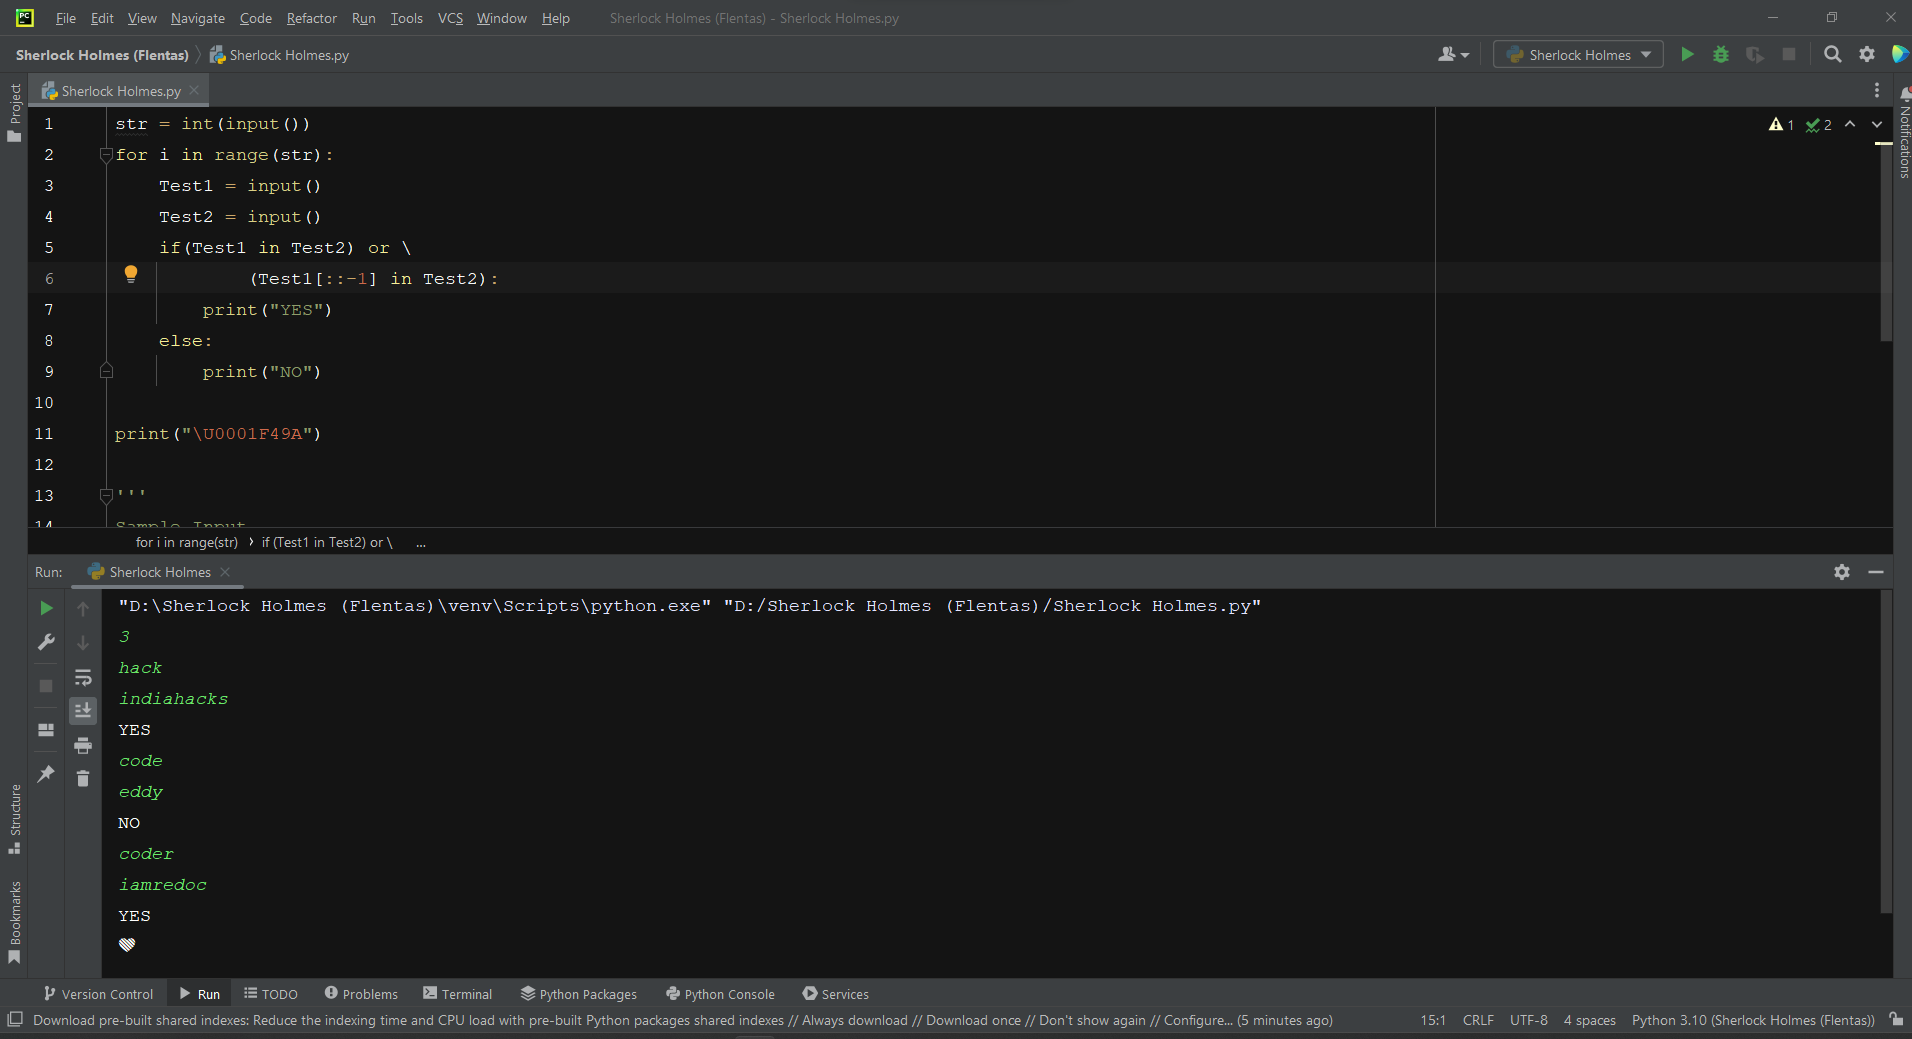 File Edit View Navigate Code Refactor Run Tools VCS Window Help Sherlock Holmes (Flentas) - Sherlock Holmes.py
Sherlock Holmes (Flentas) Sherlock Holmes.py Sherlock Holmes
Project
Sherlock Holmes.py
Notifications
1 str = int(input())
1 2
2 for i in range(str):
3 Test1 = input()
4 Test2 = input()
5 if(Test1 in Test2) or \
6 (Test1[::-1] in Test2):
7 print("YES")
8 else:
9 print("NO")
10
11 print("\U0001F49A")
12
13 '''
14 Sample Input
for i in range(str) › if (Test1 in Test2) or \ ...
Run: Sherlock Holmes
"D:\Sherlock Holmes (Flentas)\venv\Scripts\python.exe" "D:/Sherlock Holmes (Flentas)/Sherlock Holmes.py"
3
hack
indiahacks
YES
code
eddy
NO
coder
iamredoc
YES
Structure
Bookmarks
Version Control Run TODO Problems Terminal Python Packages Python Console Services
Download pre-built shared indexes: Reduce the indexing time and CPU load with pre-built Python packages shared indexes // Always download // Download once // Don't show again // Configure... (5 minutes ago) 15:1 CRLF UTF-8 4 spaces Python 3.10 (Sherlock Holmes (Flentas))